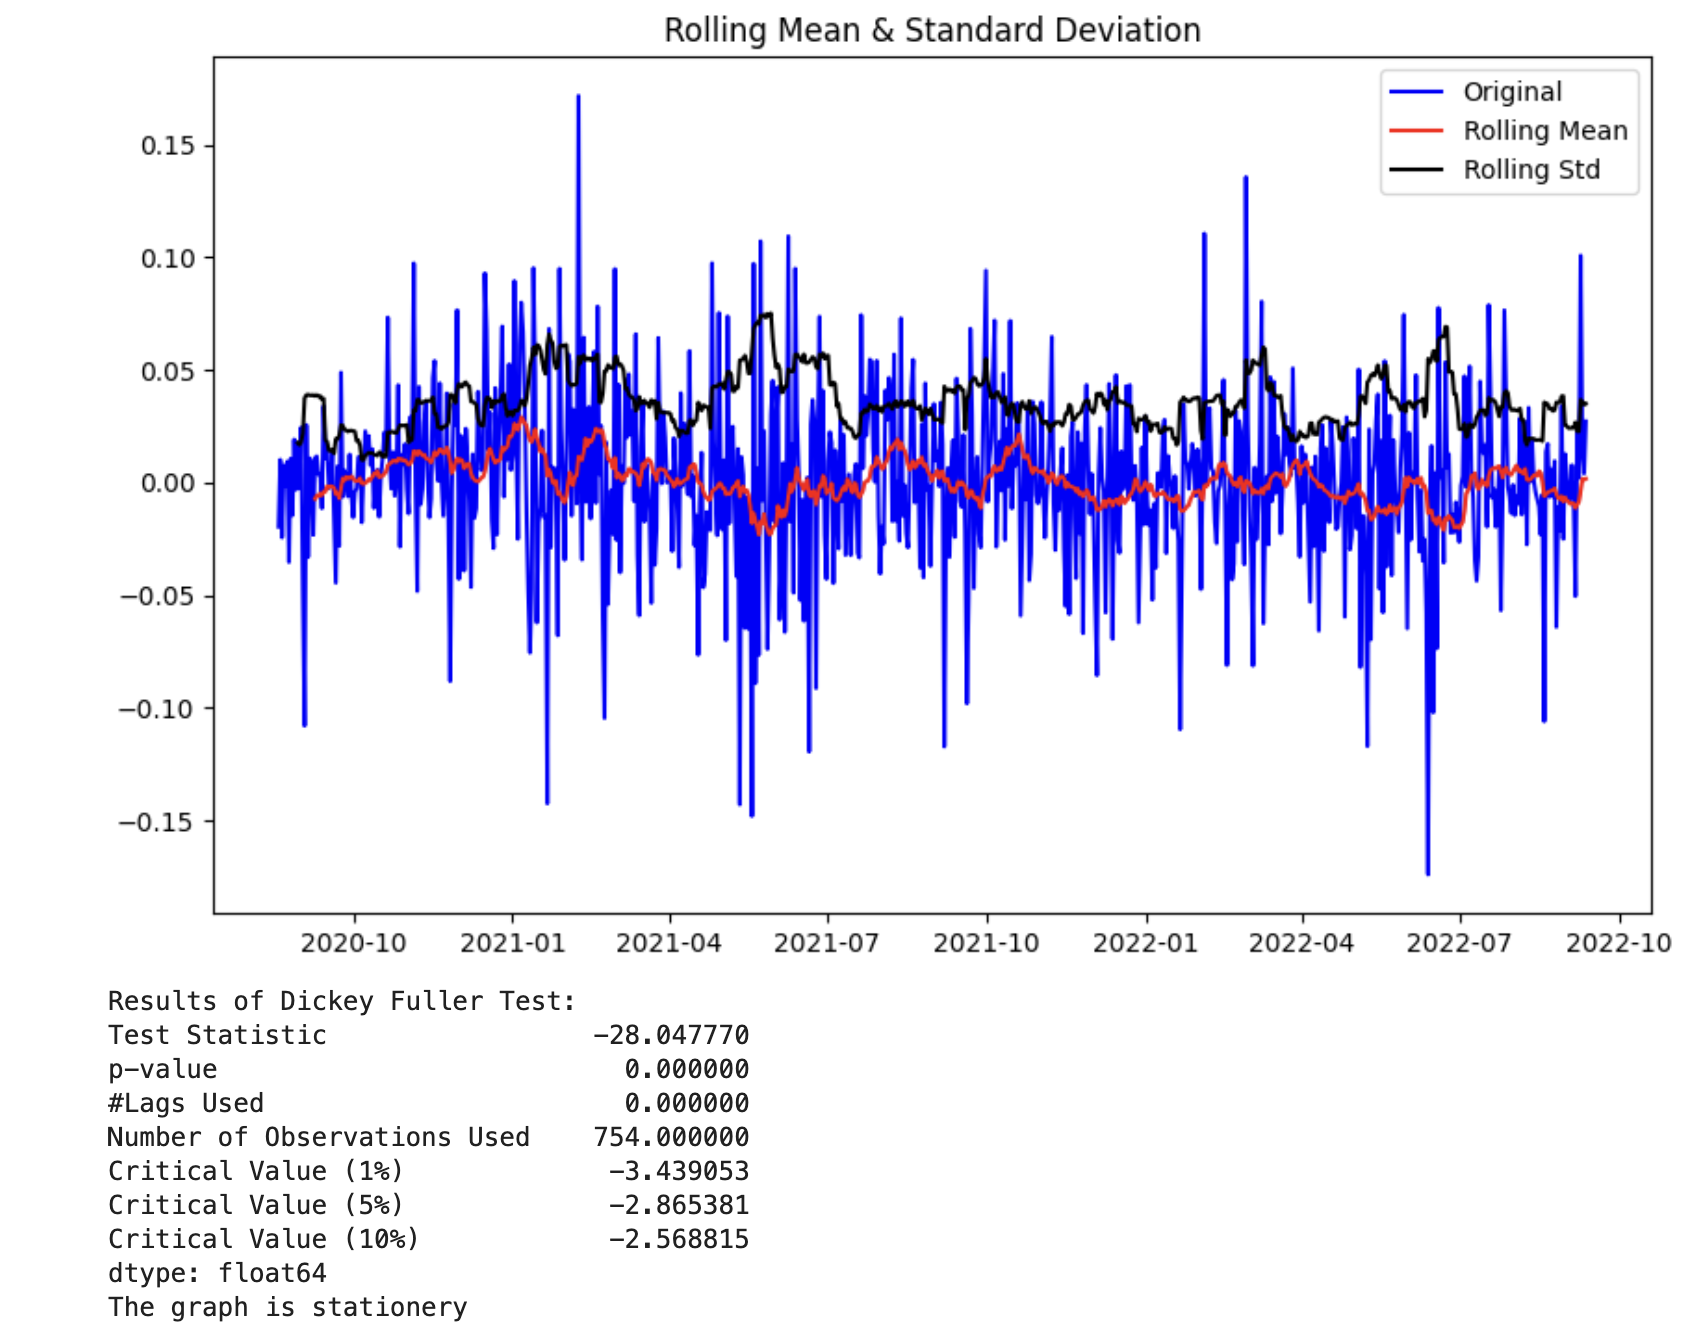 Rolling Mean & Standard Deviation
Original
Rolling Mean
Rolling Std
0.15
0.10
0.05
0.00
−0.05
−0.10
−0.15
2020-10 2021-01 2021-04 2021-07 2021-10 2022-01 2022-04 2022-07 2022-10
Results of Dickey Fuller Test:
Test Statistic -28.047770
p-value 0.000000
#Lags Used 0.000000
Number of Observations Used 754.000000
Critical Value (1%) -3.439053
Critical Value (5%) -2.865381
Critical Value (10%) -2.568815
dtype: float64
The graph is stationery